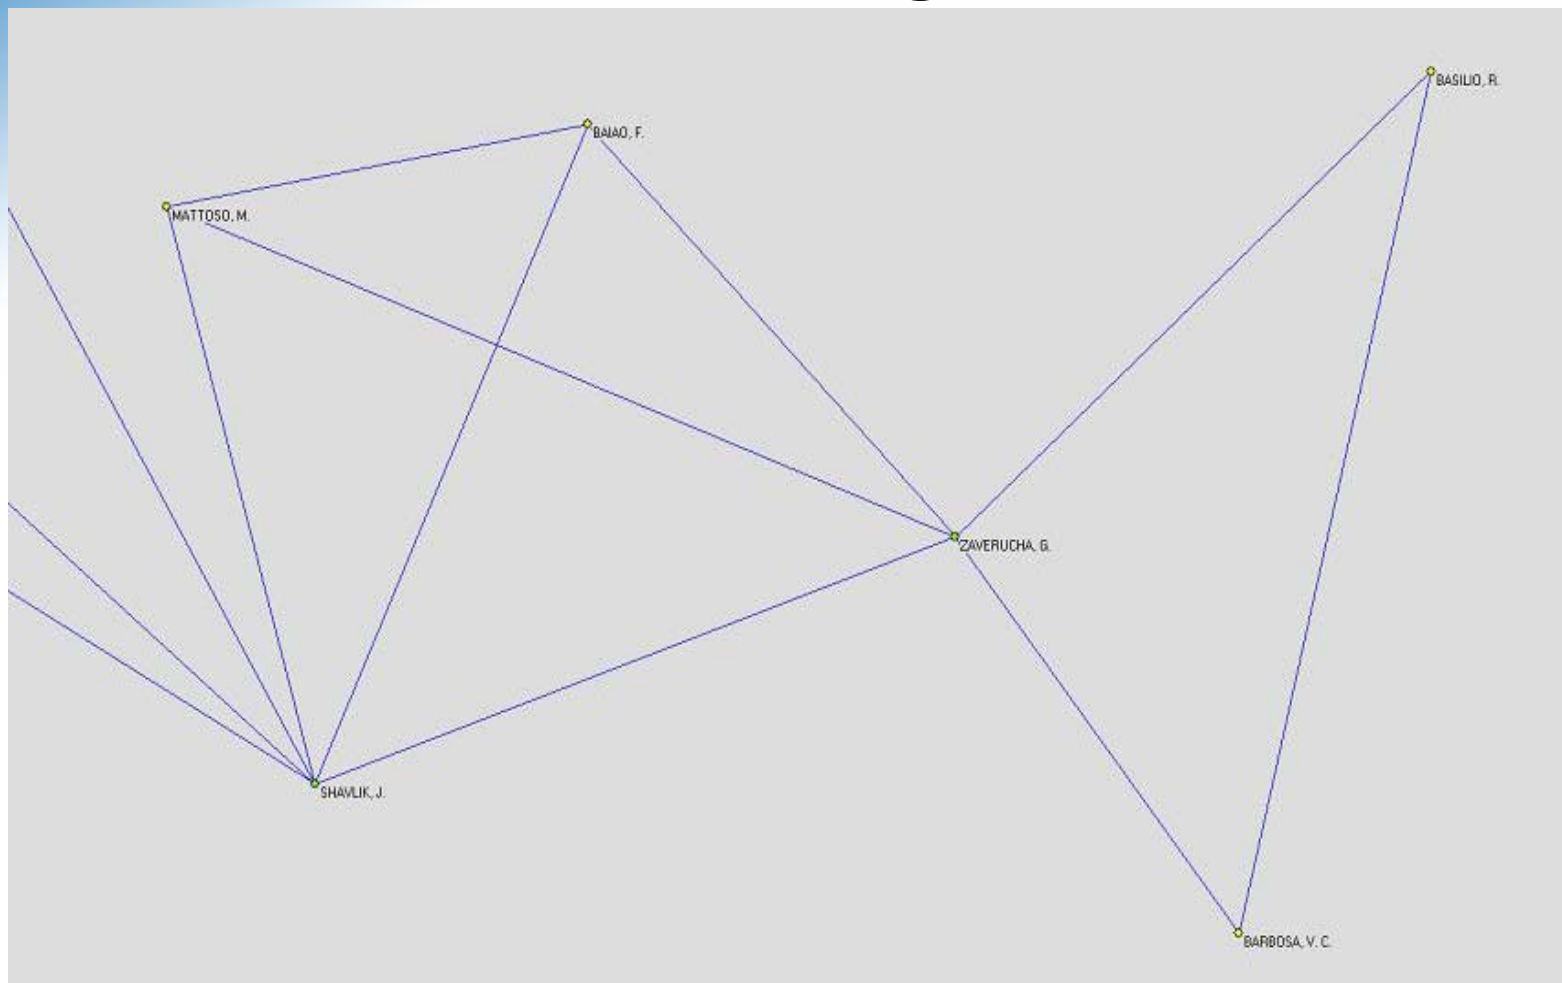 BASILIO, R.
BAIAO, F.
MATTOSO, M.
ZAVERUCHA, G.
SHAVLIK, J.
BARBOSA, V. C.